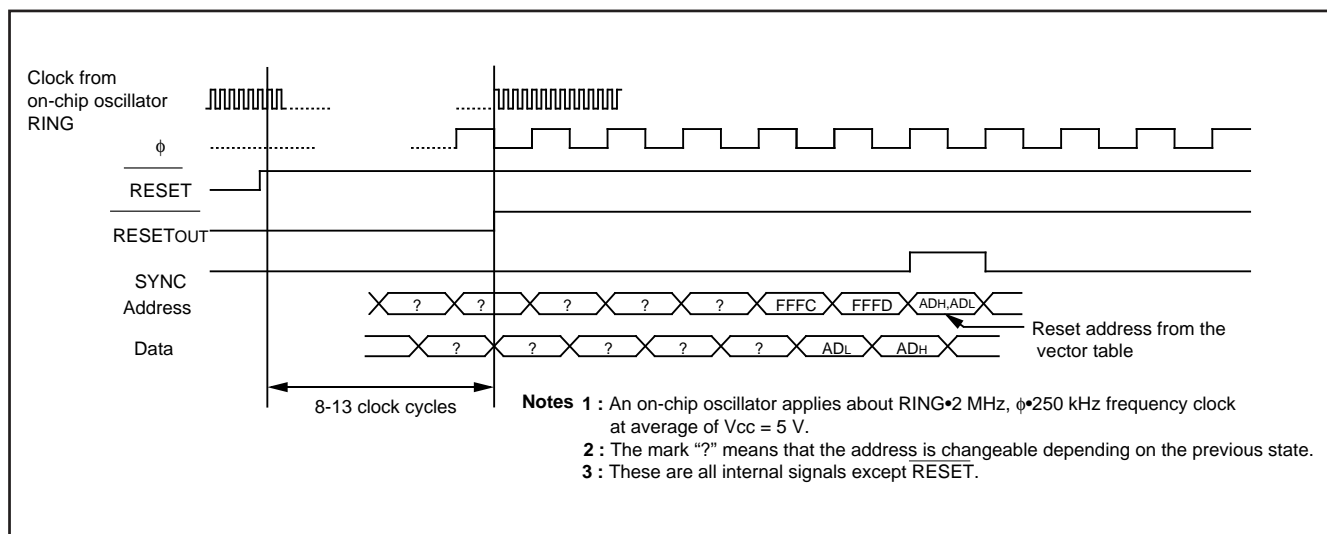 Clock from
on-chip oscillator
RING
ϕ
RESET
RESETOUT
SYNC
Address
? ? ? ? ? FFFC FFFD ADH,ADL
Data
? ? ? ? ? ADL ADH
Reset address from the
vector table
8-13 clock cycles
Notes 1 : An on-chip oscillator applies about RING•2 MHz, ϕ•250 kHz frequency clock
at average of Vcc = 5 V.
2 : The mark “?” means that the address is changeable depending on the previous state.
3 : These are all internal signals except RESET.